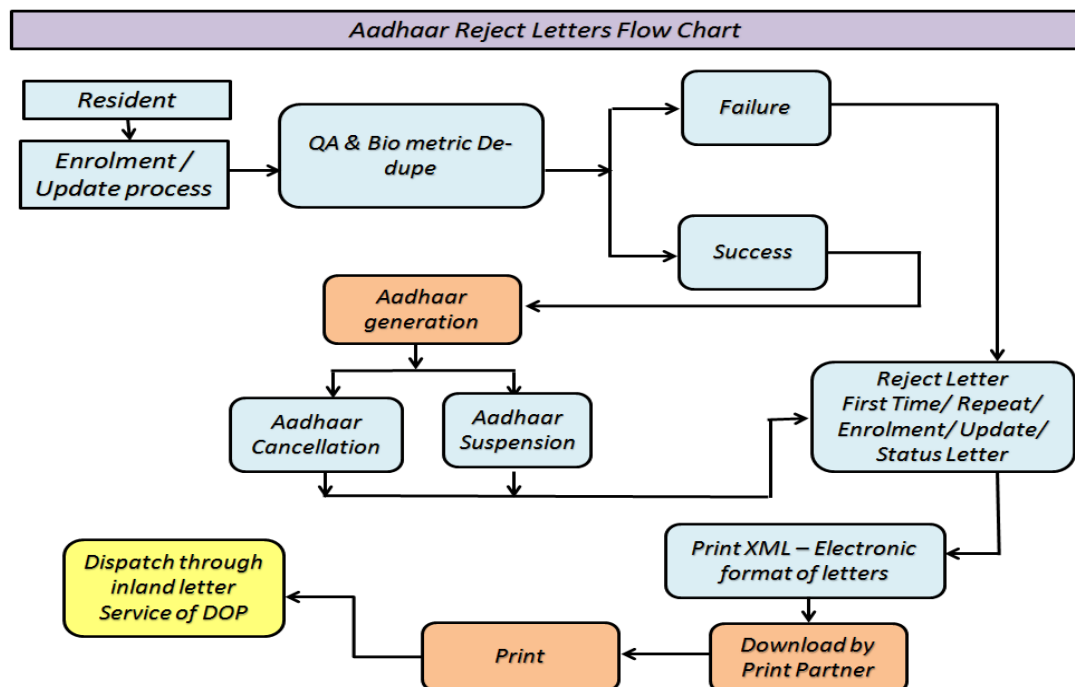 Aadhaar Reject Letters Flow Chart
Resident
Enrolment /
Update process
QA & Bio metric De-
dupe
Failure
Success
Aadhaar
generation
Aadhaar
Cancellation
Aadhaar
Suspension
Reject Letter
First Time/ Repeat/
Enrolment/ Update/
Status Letter
Print XML – Electronic
format of letters
Download by
Print Partner
Print
Dispatch through
inland letter
Service of DOP